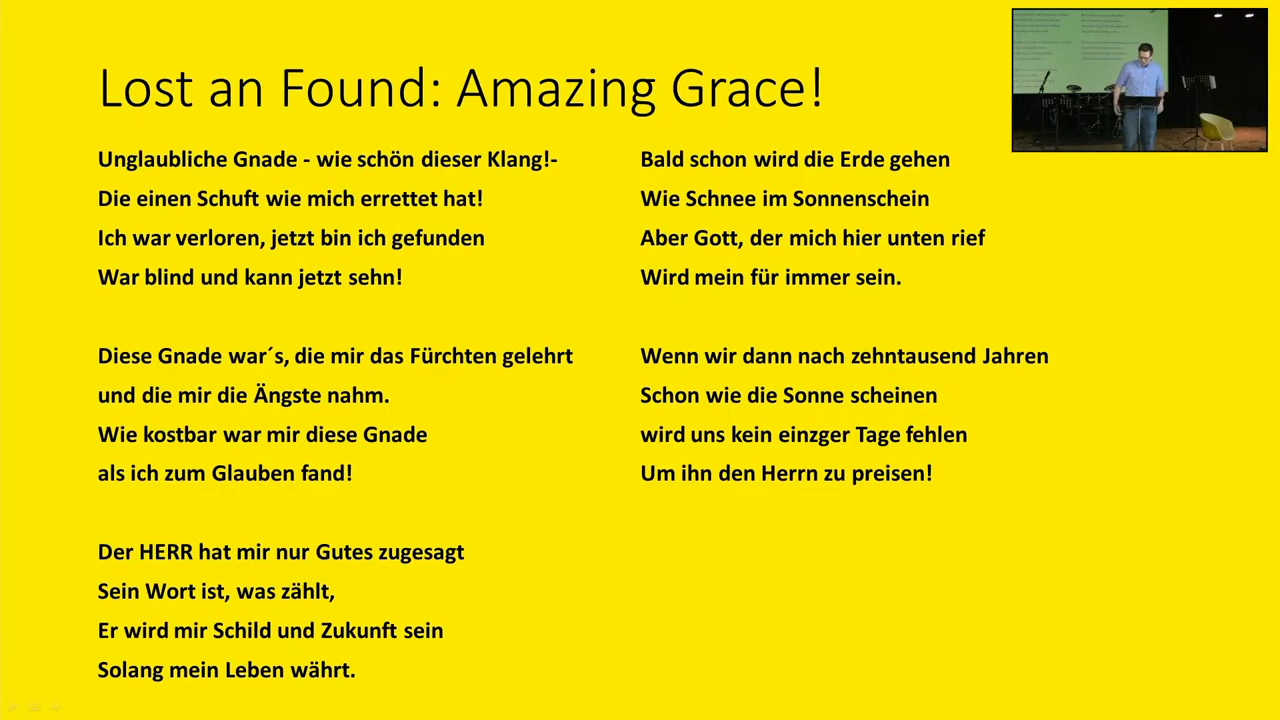 Lost an Found: Amazing Grace!
Unglaubliche Gnade - wie schön dieser Klang!-
Die einen Schuft wie mich errettet hat!
Ich war verloren, jetzt bin ich gefunden
War blind und kann jetzt sehn!
Diese Gnade war´s, die mir das Fürchten gelehrt
und die mir die Ängste nahm.
Wie kostbar war mir diese Gnade
als ich zum Glauben fand!
Der HERR hat mir nur Gutes zugesagt
Sein Wort ist, was zählt,
Er wird mir Schild und Zukunft sein
Solang mein Leben währt.
Bald schon wird die Erde gehen
Wie Schnee im Sonnenschein
Aber Gott, der mich hier unten rief
Wird mein für immer sein.
Wenn wir dann nach zehntausend Jahren
Schon wie die Sonne scheinen
wird uns kein einzger Tage fehlen
Um ihn den Herrn zu preisen!